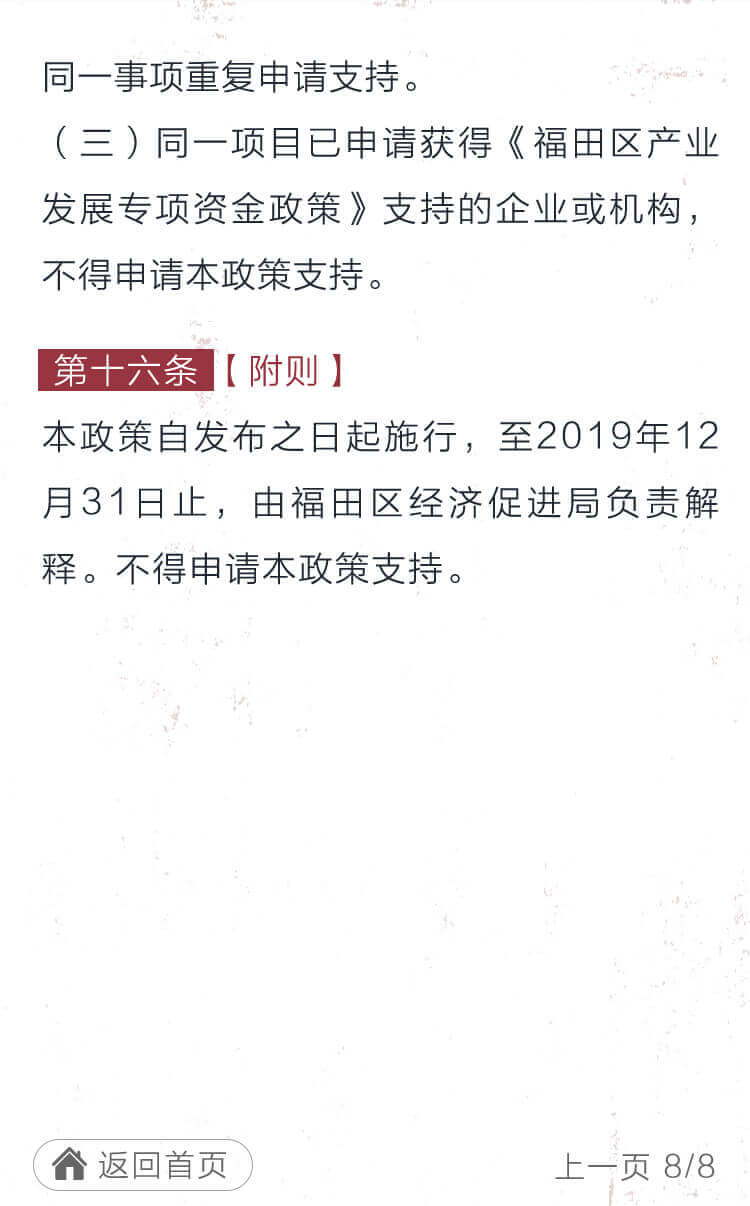 同一事项重复申请支持。
（三）同一项目已申请获得《福田区产业
发展专项资金政策》支持的企业或机构，
不得申请本政策支持。
第十六条【附则】
本政策自发布之日起施行，至2019年12
月31日止，由福田区经济促进局负责解
释。不得申请本政策支持。
返回首页
上一页 8/8